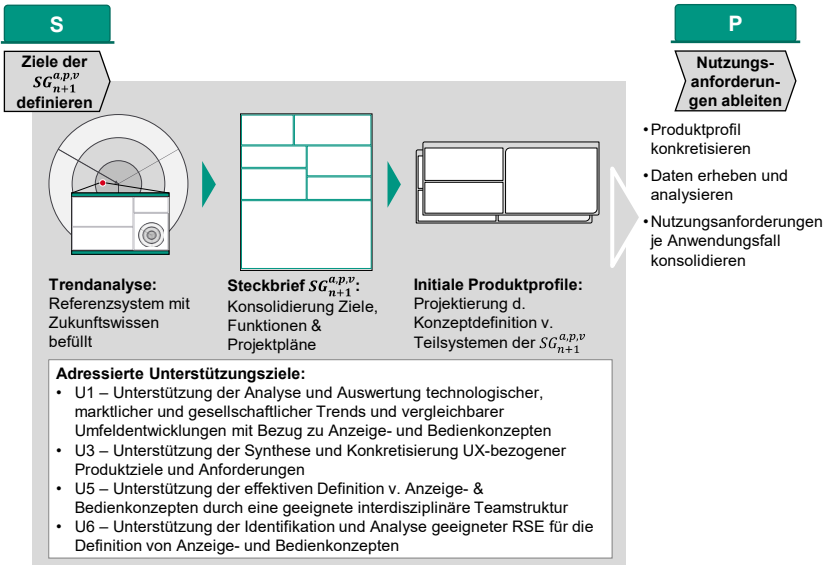 S
Ziele der
SG_{n+1}^{a,p,v}
definieren
P
Nutzungs-
anforderun-
gen ableiten
•Produktprofil
konkretisieren
•Daten erheben und
analysieren
•Nutzungsanforderungen
je Anwendungsfall
konsolidieren
Trendanalyse:
Referenzsystem mit
Zukunftswissen
befüllt
Steckbrief SG_{n+1}^{a,p,v}:
Konsolidierung Ziele,
Funktionen &
Projektpläne
Initiale Produktprofile:
Projektierung d.
Konzeptdefinition v.
Teilsystemen der SG_{n+1}^{a,p,v}
Adressierte Unterstützungsziele:
• U1 – Unterstützung der Analyse und Auswertung technologischer,
marktlicher und gesellschaftlicher Trends und vergleichbarer
Umfeldentwicklungen mit Bezug zu Anzeige- und Bedienkonzepten
• U3 – Unterstützung der Synthese und Konkretisierung UX-bezogener
Produktziele und Anforderungen
• U5 – Unterstützung der effektiven Definition v. Anzeige- &
Bedienkonzepten durch eine geeignete interdisziplinäre Teamstruktur
• U6 – Unterstützung der Identifikation und Analyse geeigneter RSE für die
Definition von Anzeige- und Bedienkonzepten